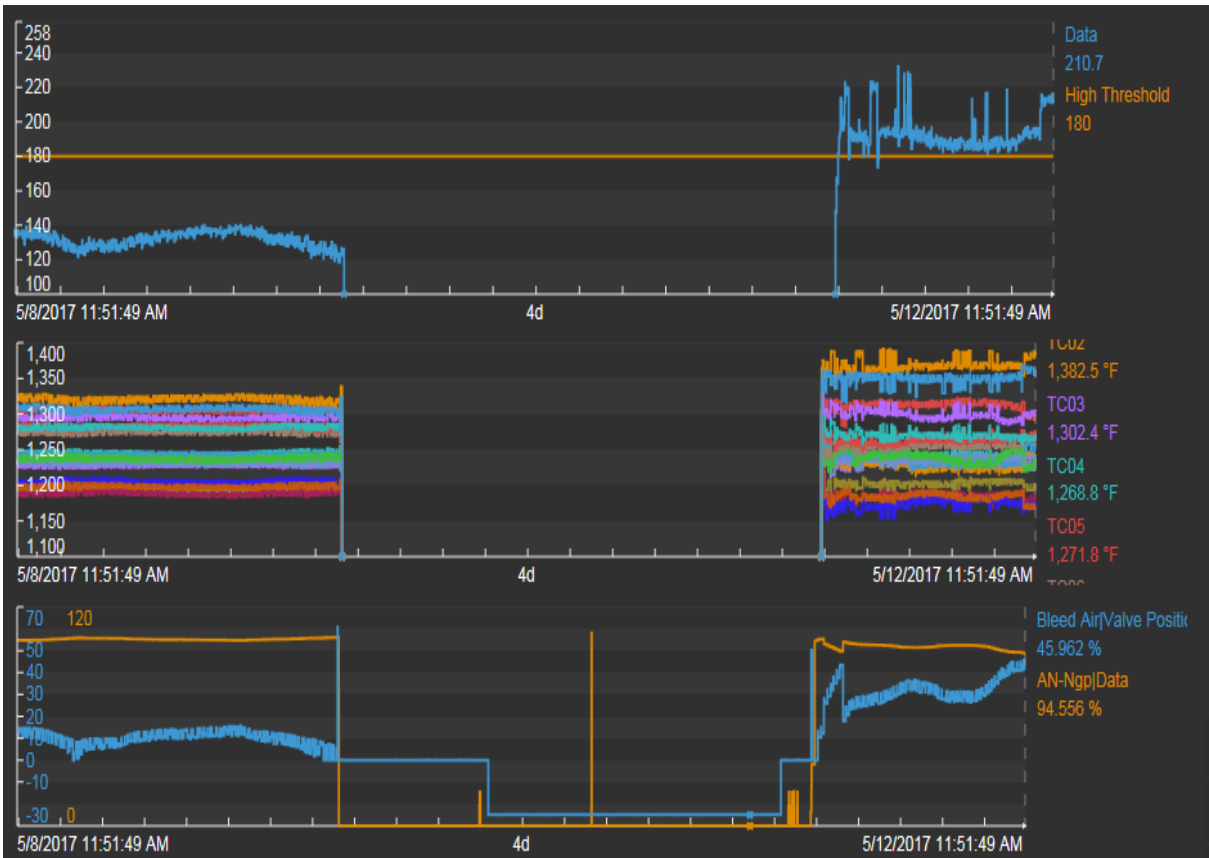 258
240
220
200
180
160
140
120
100
5/8/2017 11:51:49 AM 4d 5/12/2017 11:51:49 AM
Data
210.7
High Threshold
180
1,400
1,350
1,300
1,250
1,200
1,150
1,100
5/8/2017 11:51:49 AM 4d 5/12/2017 11:51:49 AM
TC02
1,382.5 °F
TC03
1,302.4 °F
TC04
1,268.8 °F
TC05
1,271.8 °F
70 120
50
40
30
20
10
0
-10
-30 0
5/8/2017 11:51:49 AM 4d 5/12/2017 11:51:49 AM
Bleed Air|Valve Positic
45.962 %
AN-Ngp|Data
94.556 %